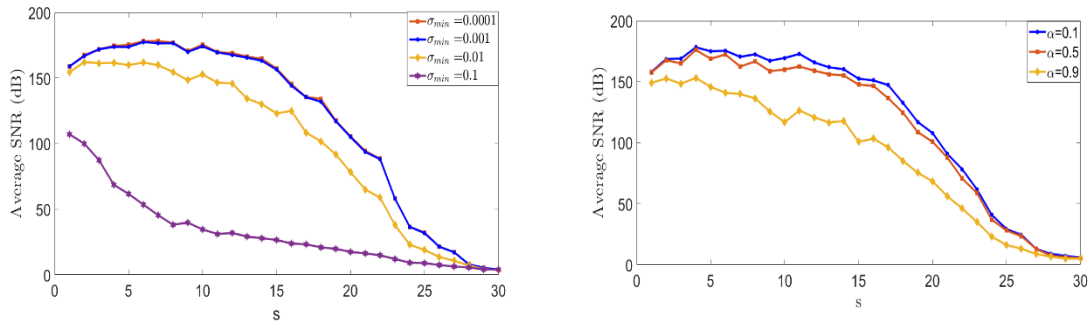 200
150
100
50
0
Average SNR (dB)
0 5 10 15 20 25 30
s
σmin=0.0001
σmin=0.001
σmin=0.01
σmin=0.1
200
150
100
50
0
Average SNR (dB)
0 5 10 15 20 25 30
s
α=0.1
α=0.5
α=0.9